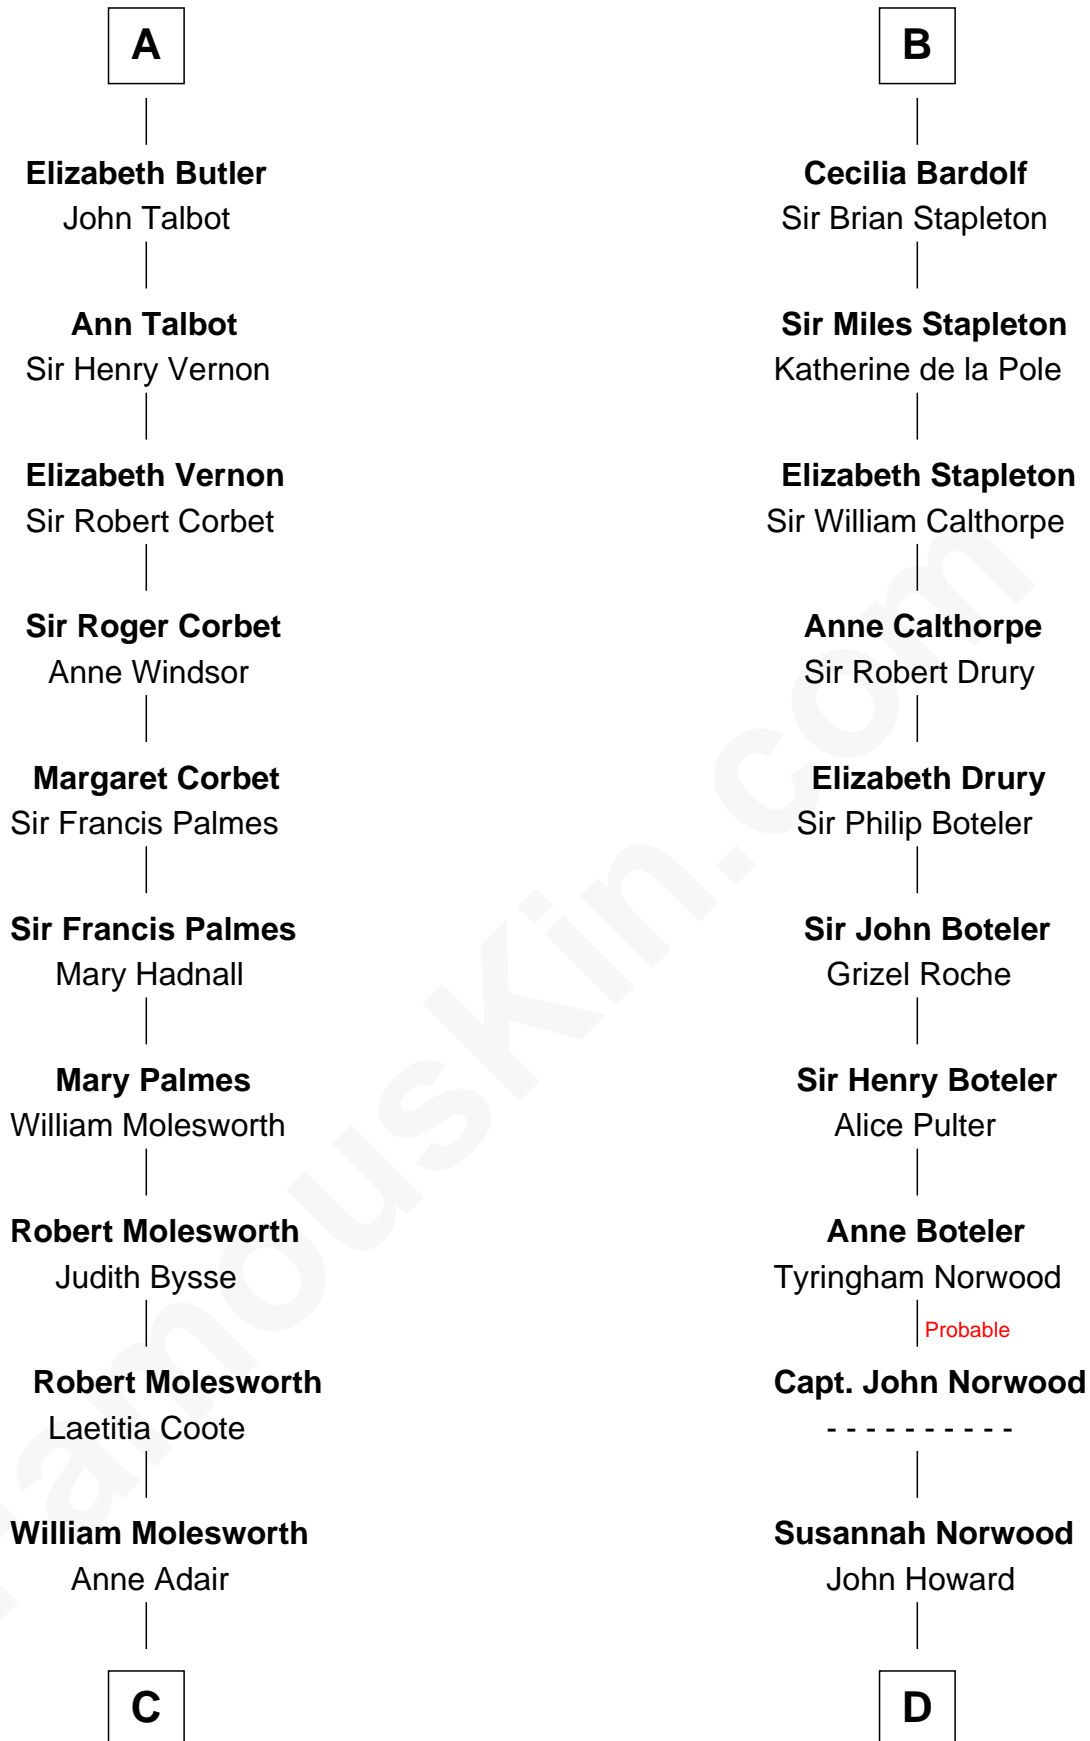 A
Elizabeth Butler
John Talbot
Ann Talbot
Sir Henry Vernon
Elizabeth Vernon
Sir Robert Corbet
Sir Roger Corbet
Anne Windsor
Margaret Corbet
Sir Francis Palmes
Sir Francis Palmes
Mary Hadnall
Mary Palmes
William Molesworth
Robert Molesworth
Judith Bysse
Robert Molesworth
Laetitia Coote
William Molesworth
Anne Adair
C
B
Cecilia Bardolf
Sir Brian Stapleton
Sir Miles Stapleton
Katherine de la Pole
Elizabeth Stapleton
Sir William Calthorpe
Anne Calthorpe
Sir Robert Drury
Elizabeth Drury
Sir Philip Boteler
Sir John Boteler
Grizel Roche
Sir Henry Boteler
Alice Pulter
Anne Boteler
Tyringham Norwood
Probable
Capt. John Norwood
- - - - - - - - - -
Susannah Norwood
John Howard
D
FamousKin.com